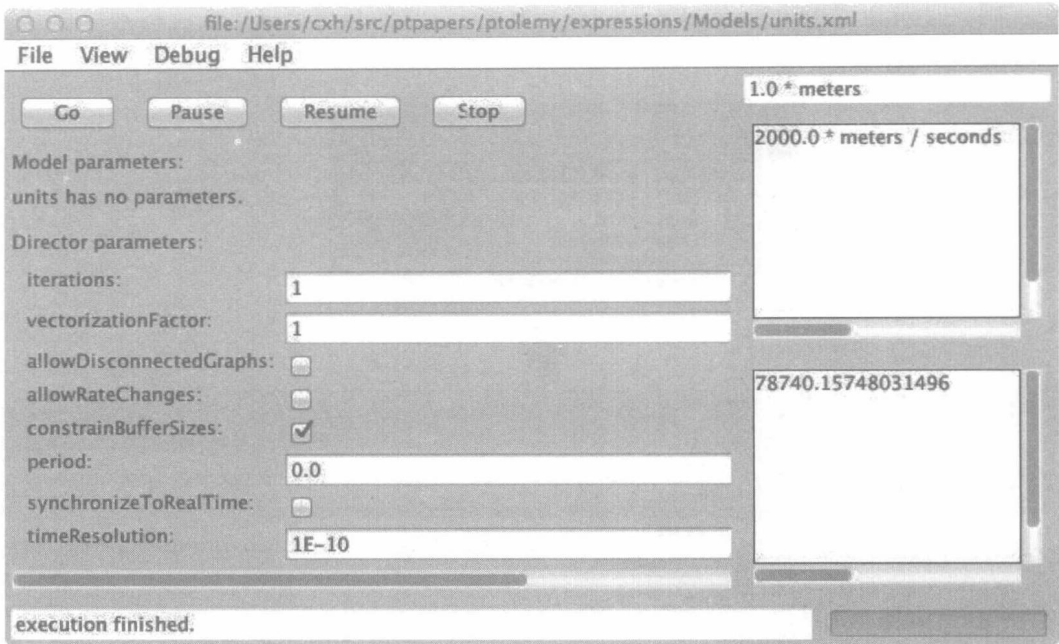 file:/Users/cxh/src/ptpapers/ptolemy/expressions/Models/units.xml
File View Debug Help
Go Pause Resume Stop
Model parameters:
units has no parameters.
Director parameters:
iterations: 1
vectorizationFactor: 1
allowDisconnectedGraphs:
allowRateChanges:
constrainBufferSizes:
period: 0.0
synchronizeToRealTime:
timeResolution: 1E-10
1.0 * meters
2000.0 * meters / seconds
78740.15748031496
execution finished.